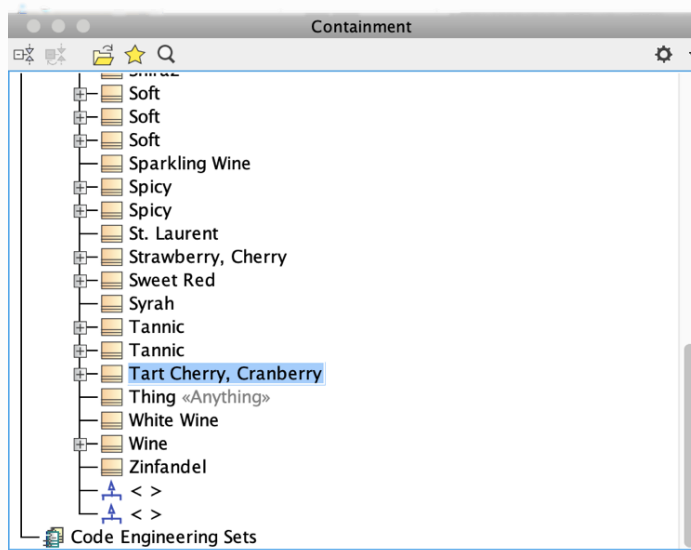 Containment
Shiraz
Soft
Soft
Soft
Sparkling Wine
Spicy
Spicy
St. Laurent
Strawberry, Cherry
Sweet Red
Syrah
Tannic
Tannic
Tart Cherry, Cranberry
Thing «Anything»
White Wine
Wine
Zinfandel
< >
< >
Code Engineering Sets